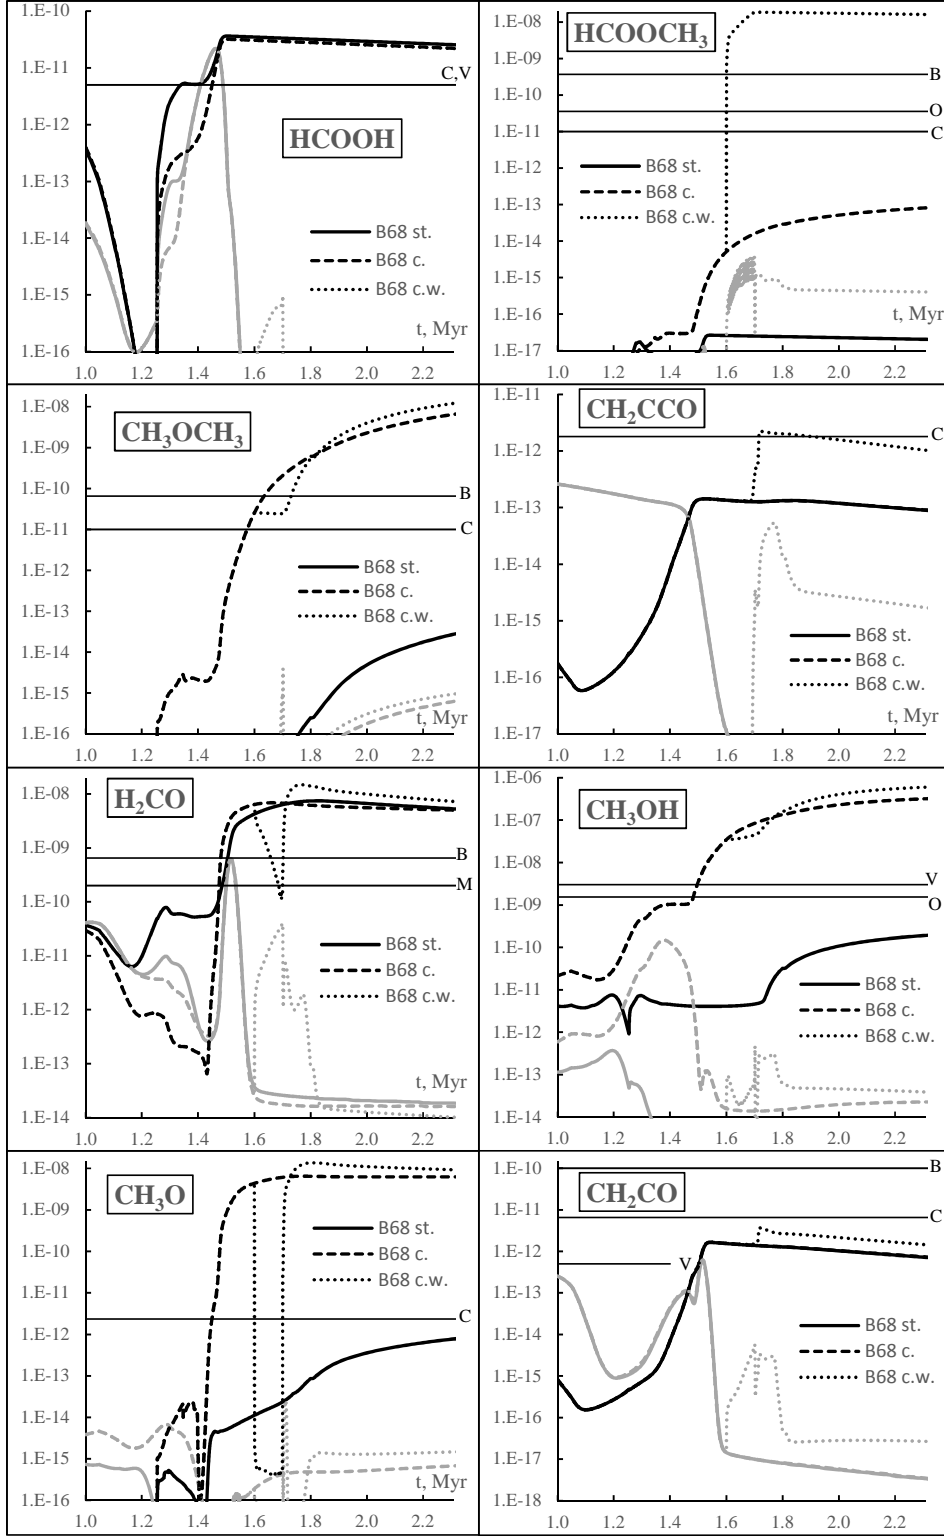 1.E-10
1.E-11
1.E-12
1.E-13
1.E-14
1.E-15
1.E-16
C,V
HCOOH
B68 st.
B68 c.
B68 c.w.
t, Myr
1.0 1.2 1.4 1.6 1.8 2.0 2.2
1.E-08
1.E-09
1.E-10
1.E-11
1.E-12
1.E-13
1.E-14
1.E-15
1.E-16
1.E-17
HCOOCH₃
B
O
C
B68 st.
B68 c.
B68 c.w.
t, Myr
1.0 1.2 1.4 1.6 1.8 2.0 2.2
1.E-08
1.E-09
1.E-10
1.E-11
1.E-12
1.E-13
1.E-14
1.E-15
1.E-16
CH₃OCH₃
B
C
B68 st.
B68 c.
B68 c.w.
t, Myr
1.0 1.2 1.4 1.6 1.8 2.0 2.2
1.E-11
1.E-12
1.E-13
1.E-14
1.E-15
1.E-16
1.E-17
CH₂CCO
C
B68 st.
B68 c.
B68 c.w.
t, Myr
1.0 1.2 1.4 1.6 1.8 2.0 2.2
1.E-08
1.E-09
1.E-10
1.E-11
1.E-12
1.E-13
1.E-14
H₂CO
B
M
B68 st.
B68 c.
B68 c.w.
t, Myr
1.0 1.2 1.4 1.6 1.8 2.0 2.2
1.E-06
1.E-07
1.E-08
1.E-09
1.E-10
1.E-11
1.E-12
1.E-13
1.E-14
CH₃OH
V
O
B68 st.
B68 c.
B68 c.w.
1.0 1.2 1.4 1.6 1.8 2.0 2.2
1.E-08
1.E-09
1.E-10
1.E-11
1.E-12
1.E-13
1.E-14
1.E-15
1.E-16
CH₃O
B68 st.
B68 c.
B68 c.w.
C
t, Myr
1.0 1.2 1.4 1.6 1.8 2.0 2.2
1.E-10
1.E-11
1.E-12
1.E-13
1.E-14
1.E-15
1.E-16
1.E-17
1.E-18
B
CH₂CO
C
V
B68 st.
B68 c.
B68 c.w.
1.0 1.2 1.4 1.6 1.8 2.0 2.2